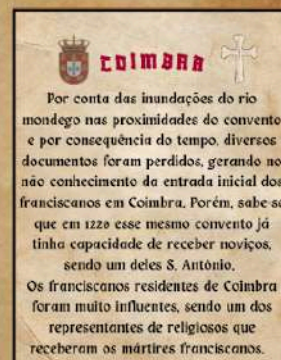 COIMBRA
Por conta das inundações do rio
mondego nas proximidades do convento
e por consequência do tempo, diversos
documentos foram perdidos, gerando no
não conhecimento da entrada inicial dos
franciscanos em Coimbra. Porém, sabe-se
que em 1220 esse mesmo convento já
tinha capacidade de receber noviços,
sendo um deles S. Antônio.
Os franciscanos residentes de Coimbra
foram muito influentes, sendo um dos
representantes de religiosos que
receberam os mártires franciscanos.